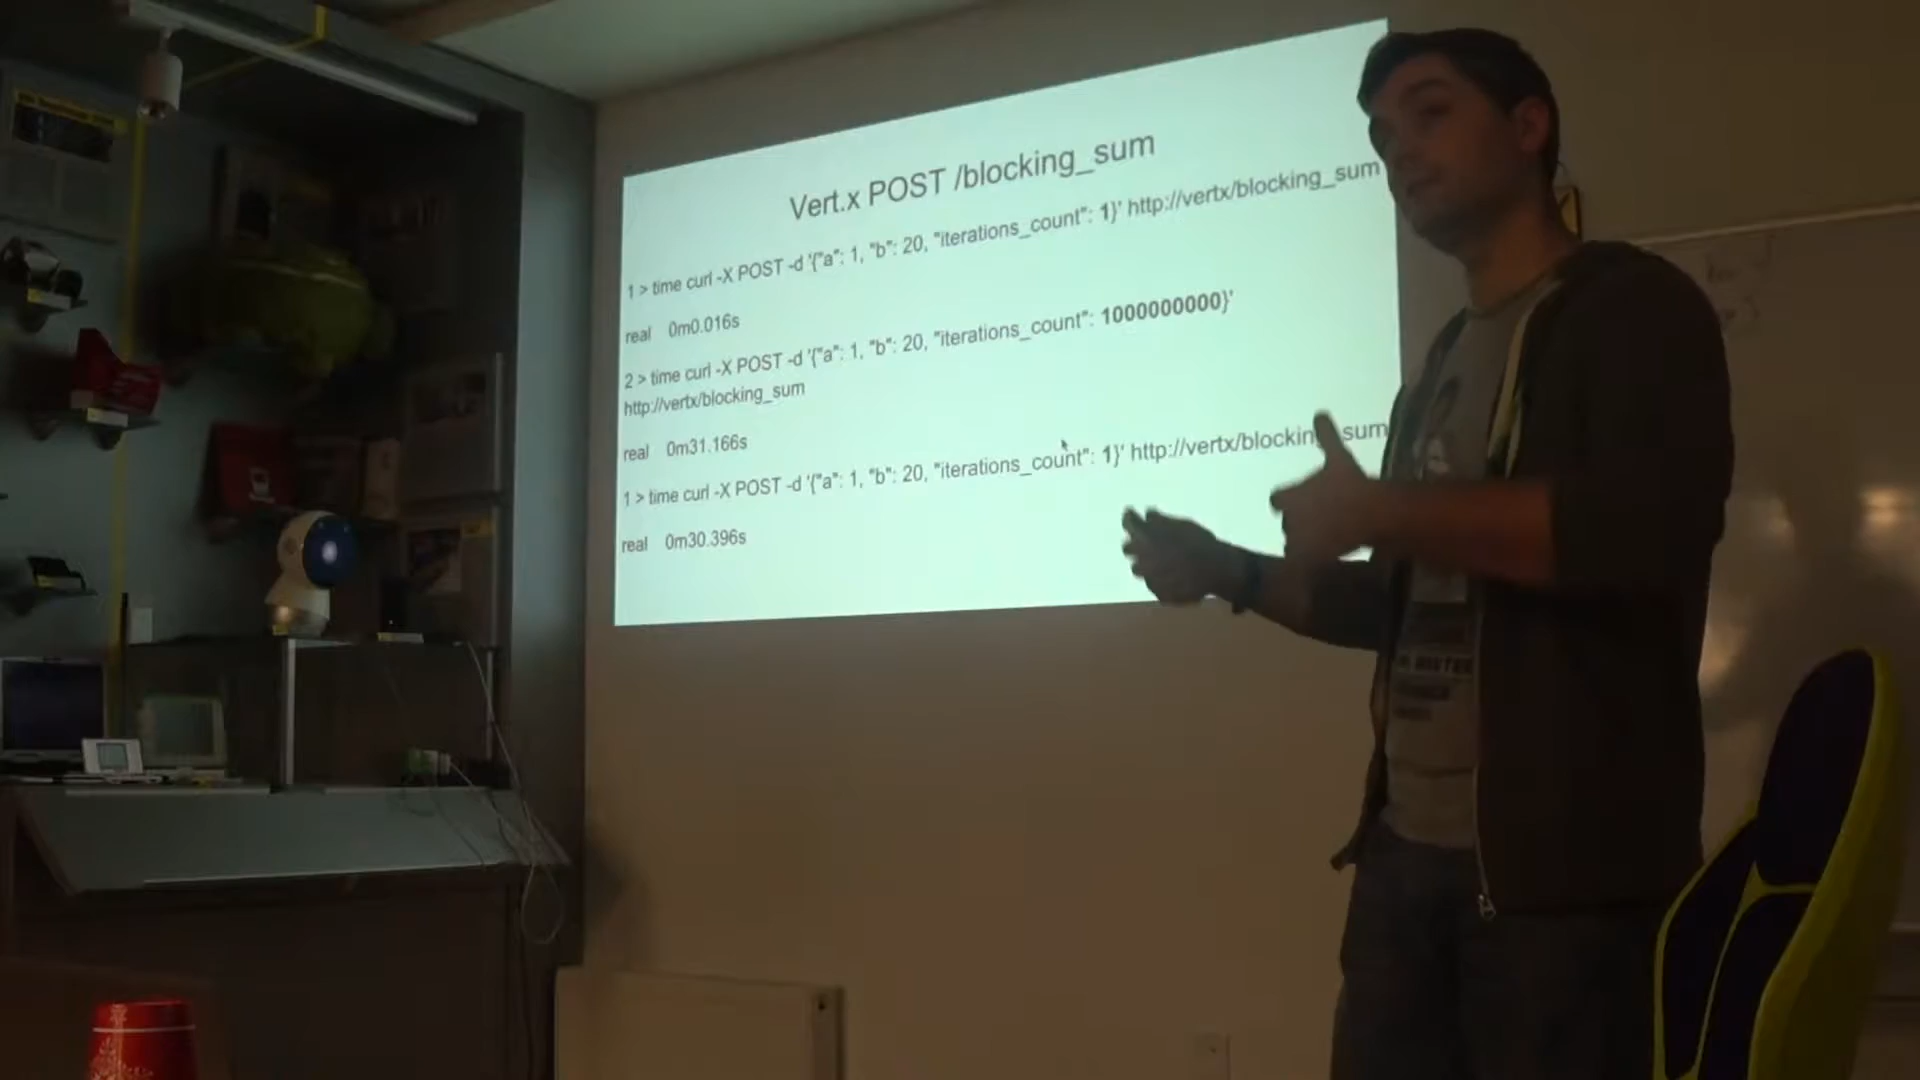 Vert.x POST /blocking_sum
1 > time curl -X POST -d '{"a": 1, "b": 20, "iterations_count": 1}' http://vertx/blocking_sum
real 0m0.016s
2 > time curl -X POST -d '{"a": 1, "b": 20, "iterations_count": 1000000000}'
http://vertx/blocking_sum
real 0m31.166s
1 > time curl -X POST -d '{"a": 1, "b": 20, "iterations_count": 1}' http://vertx/blocking_sum
real 0m30.396s